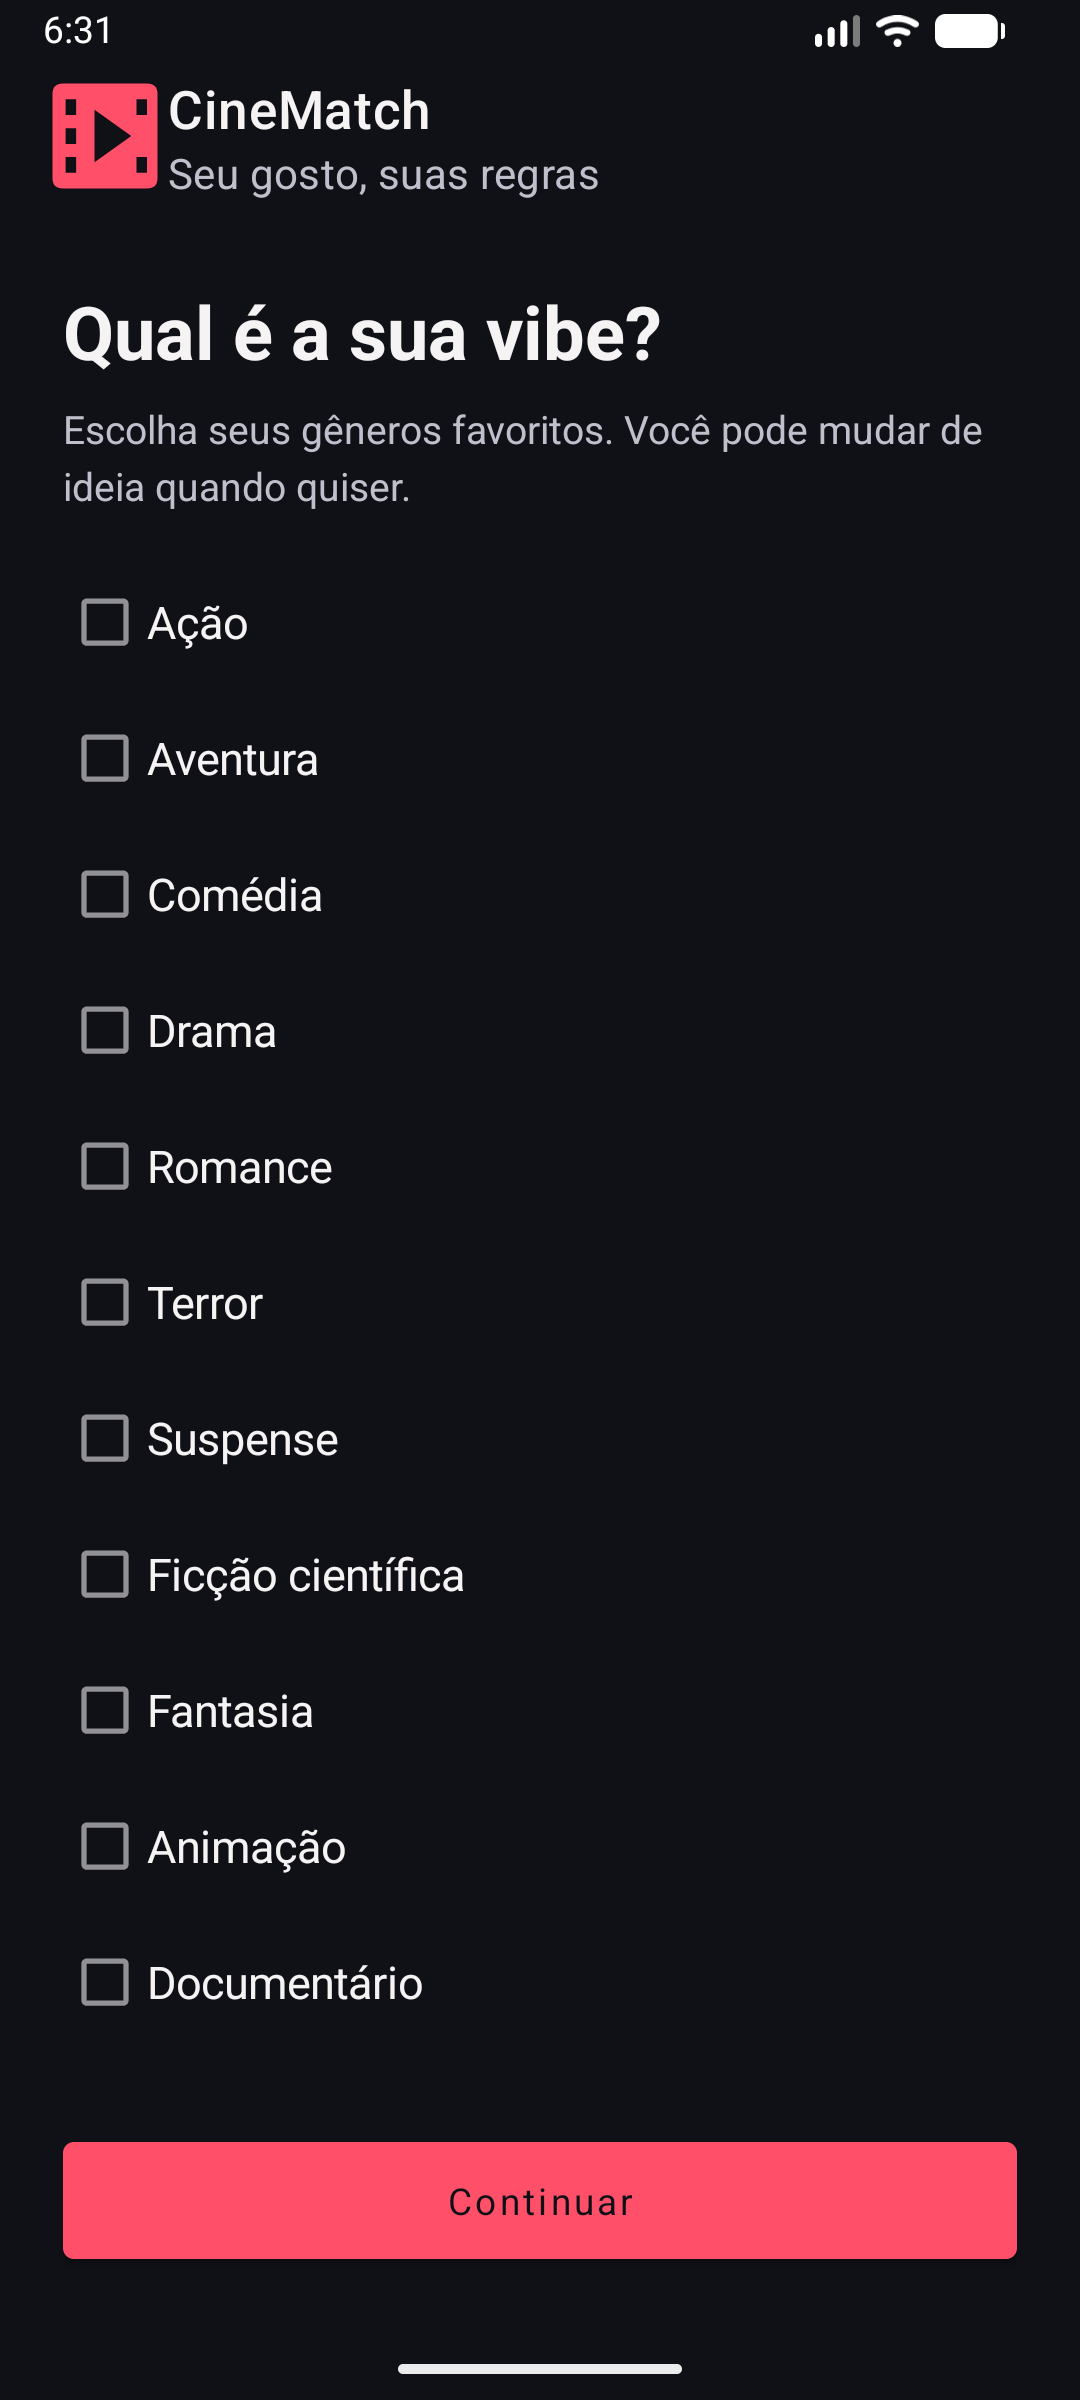 6:31
CineMatch
Seu gosto, suas regras
Qual é a sua vibe?
Escolha seus gêneros favoritos. Você pode mudar de
ideia quando quiser.
Ação
Aventura
Comédia
Drama
Romance
Terror
Suspense
Ficção científica
Fantasia
Animação
Documentário
Continuar